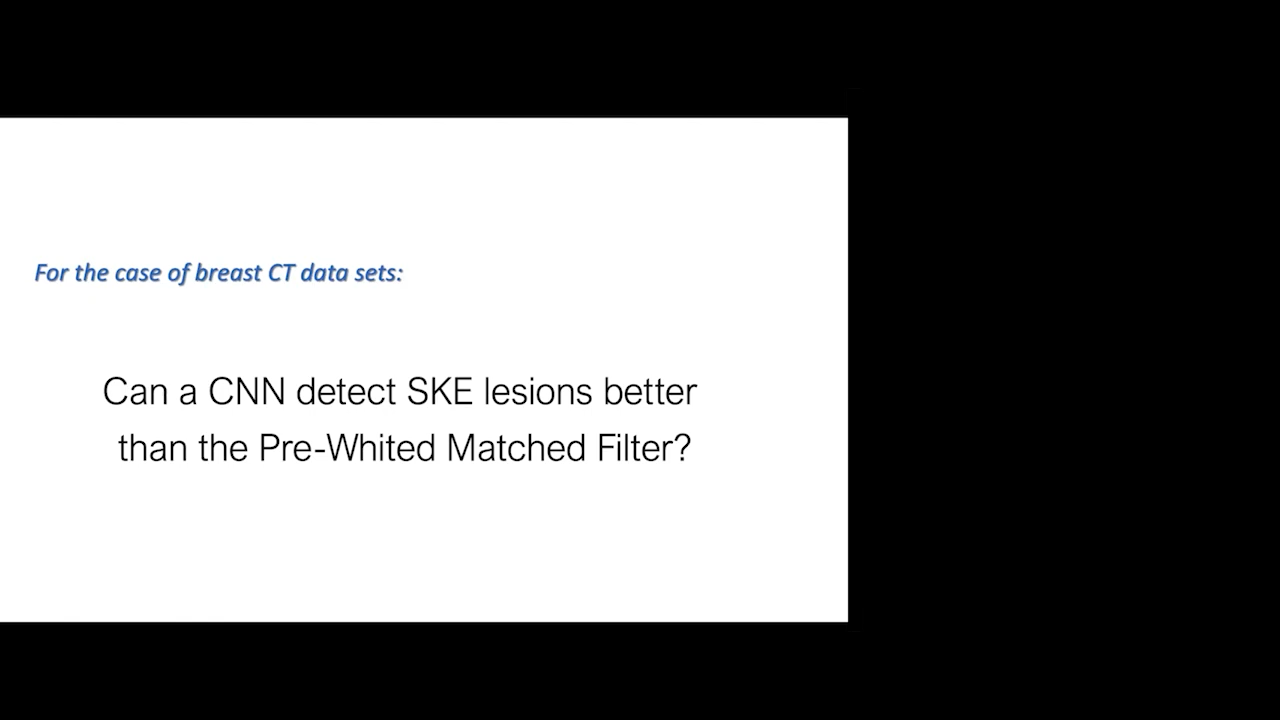 For the case of breast CT data sets:
Can a CNN detect SKE lesions better
than the Pre-Whited Matched Filter?